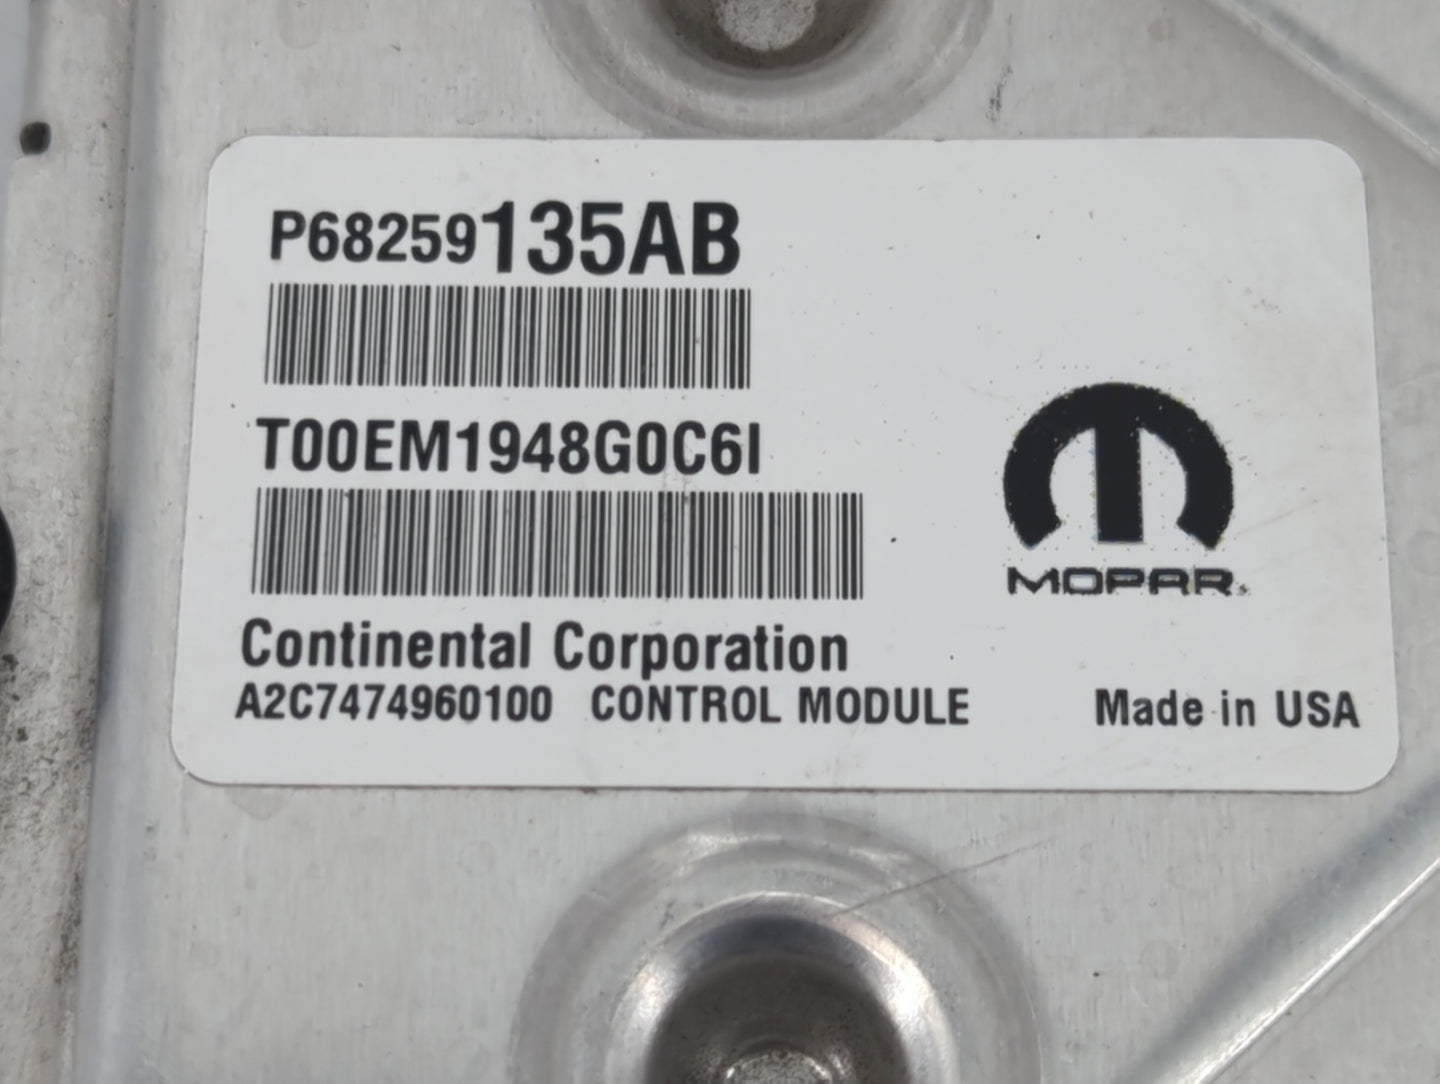 P68259135AB
T00EM1948G0C6I
MOPAR
Continental Corporation
A2C7474960100 CONTROL MODULE Made in USA